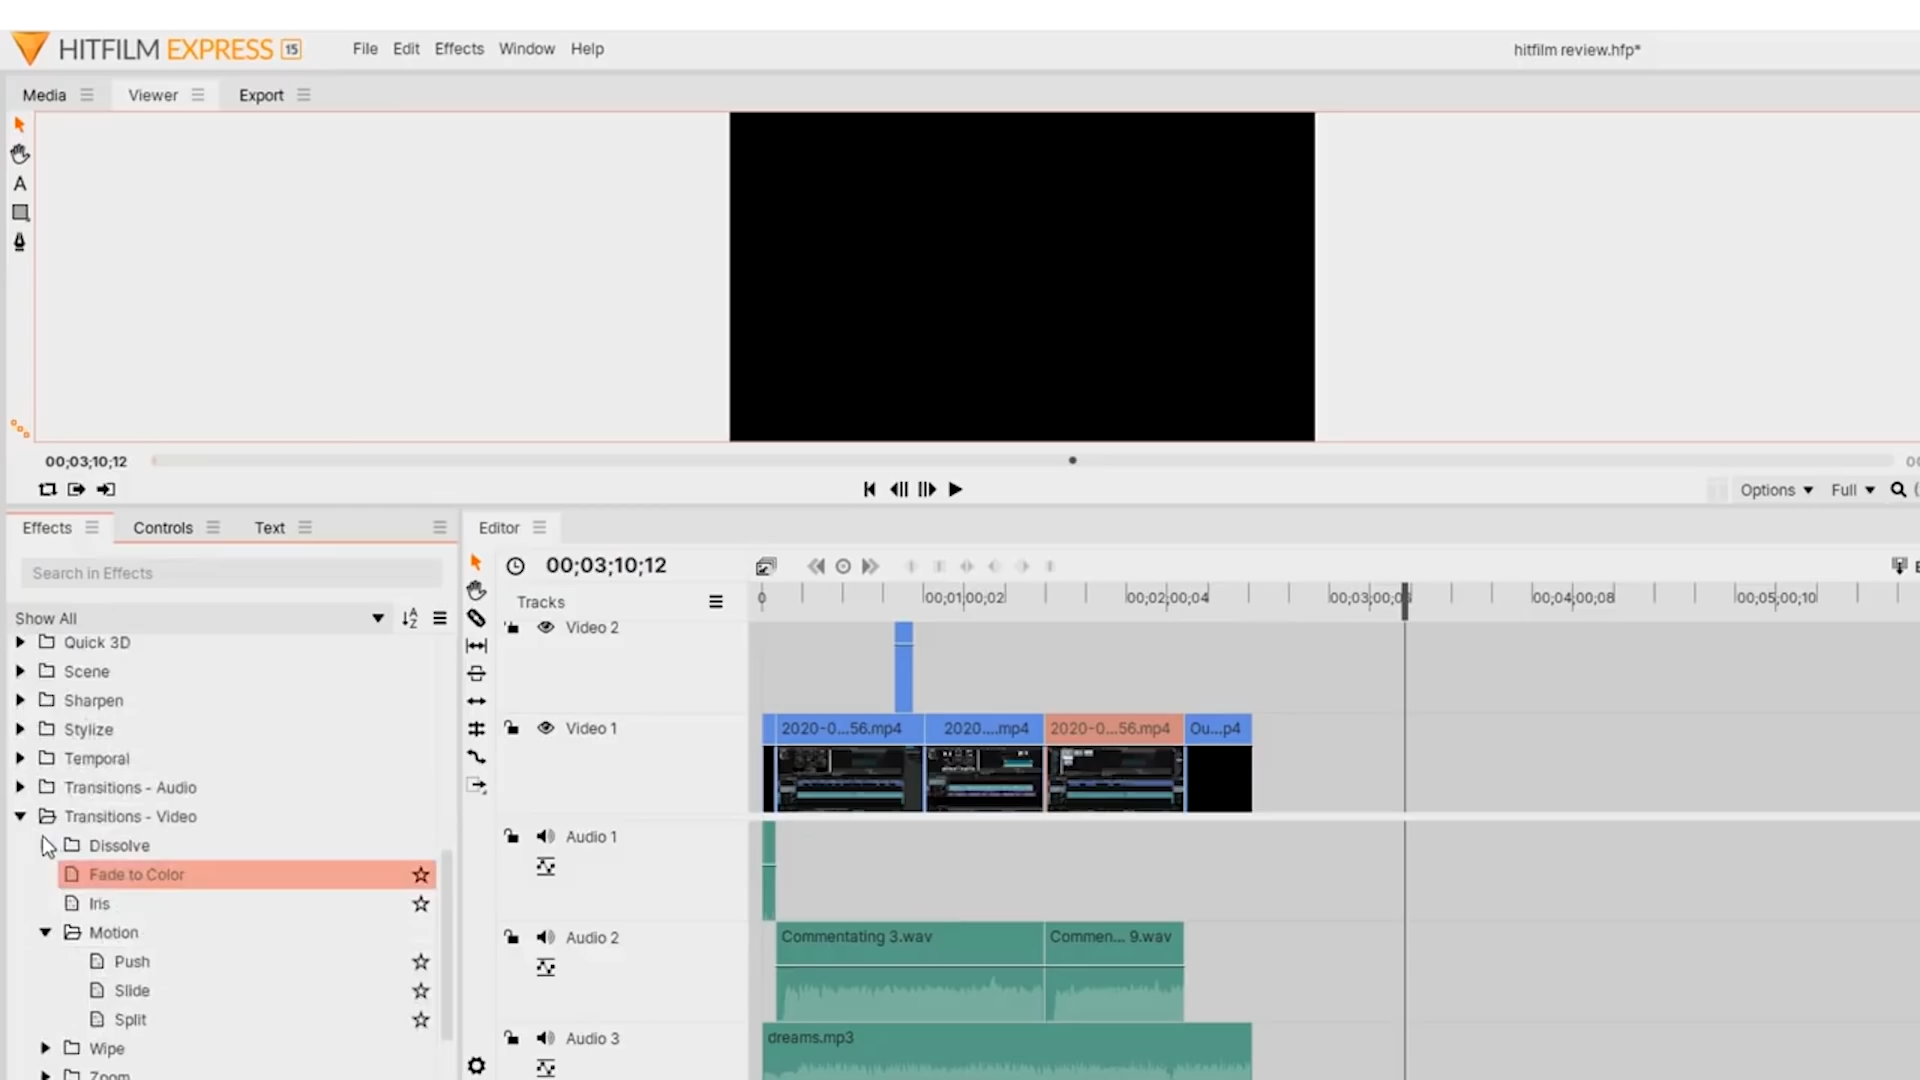 HITFILM EXPRESS 15 File Edit Effects Window Help hitfilm review.hfp*
Media Viewer Export
A
00;03;10;12
Options Full
Effects Controls Text Editor
00;03;10;12
Search in Effects
Tracks
0 00;01;00;02 00;02;00;04 00;04;00;08 00;05;00;10
Show All
Video 2
Quick 3D
Scene
Sharpen
Stylize
Video 1 2020-0...56.mp4 2020....mp4 2020-0...56.mp4 Ou...p4
Temporal
Transitions - Audio
Transitions - Video
Audio 1
Dissolve
Fade to Color
Iris
Motion
Audio 2 Commentating 3.wav Commen... 9.wav
Push
Slide
Split
Audio 3 dreams.mp3
Wipe
Zoom